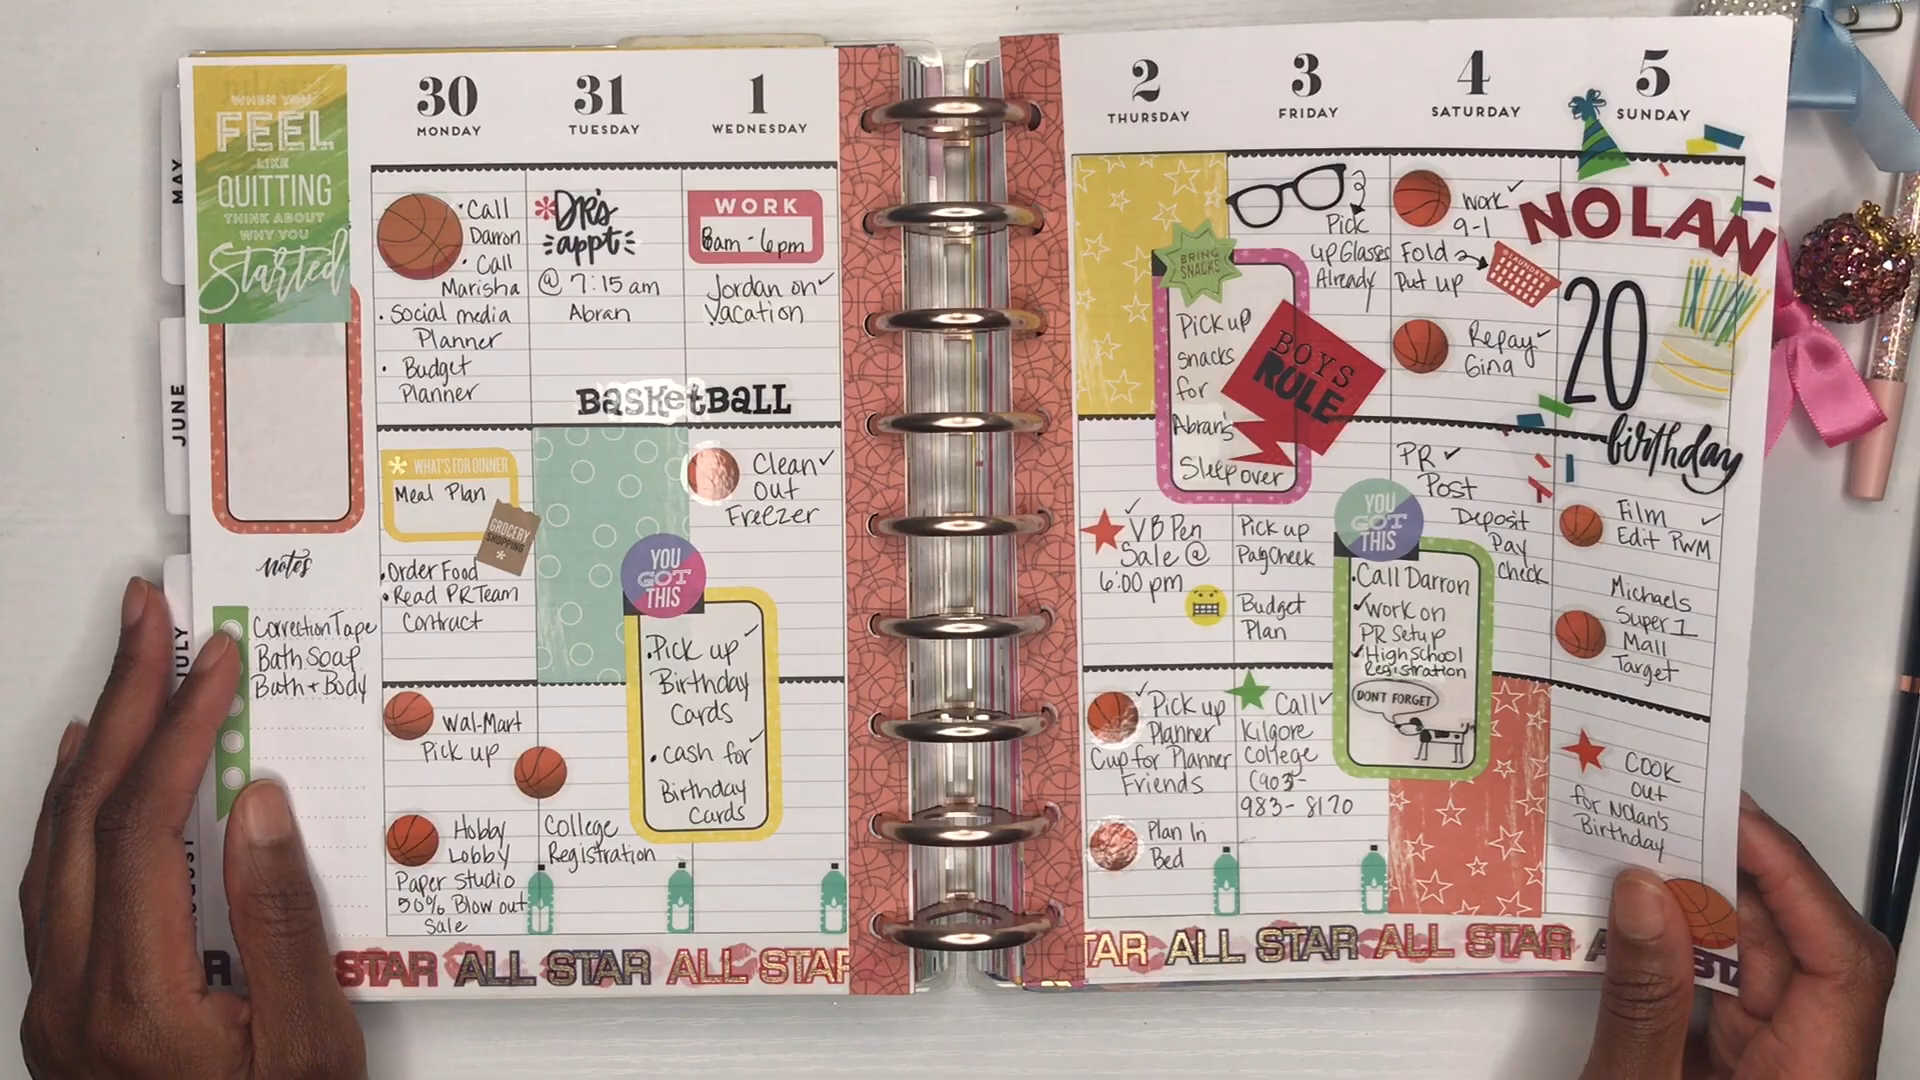 MAY
JUNE
JULY
AUGUST
WHEN YOU
FEEL
LIKE
QUITTING
THINK ABOUT
WHY YOU
Started
notes
Correction Tape
Bath Soap
Bath + Body
30
MONDAY
• Call
Darron
• Call
Marisha
• Social media
Planner
• Budget
Planner
WHAT'S FOR DINNER
Meal Plan
GROCERY
SHOPPING
• Order Food
• Read PR Team
Contract
Wal-Mart
Pick up
Hobby
Lobby
Paper Studio
50% Blow out
Sale
31
TUESDAY
DR's
appt
@ 7:15 am
Abran
BASKETBALL
YOU
GOT
THIS
• Pick up ✓
Birthday
Cards
• Cash for ✓
Birthday
Cards
College
Registration
1
WEDNESDAY
WORK
8am - 6pm
Jordan on ✓
Vacation
Clean ✓
out
Freezer
2
THURSDAY
BRING
SNACKS
Pick up
snacks
for
Abran's
Sleepover
✓
VB Pen
Sale @
6:00 pm
✓ Pick up
Planner
Cup for Planner
Friends
Plan In
Bed
3
FRIDAY
Pick
up Glasses
Already
BOYS
RULE
Pick up
PayCheck
Budget
Plan
Call ✓
Kilgore
College
(903-
983-8170
4
SATURDAY
Work ✓
9-1
Fold
Put up
LAUNDRY
Repay ✓
Gina
PR ✓
Post
Deposit
Pay
Check
YOU
GOT
THIS
• Call Darron
✓ Work on
PR Setup
✓ High School
Registration
DON'T FORGET
5
SUNDAY
NOLAN
20
birthday
Film ✓
Edit PWM
Michaels
Super 1
Mall
Target
COOK
Out
for Nolan's
Birthday
R STAR ALL STAR ALL STAR
TAR ALL STAR ALL STAR A STA